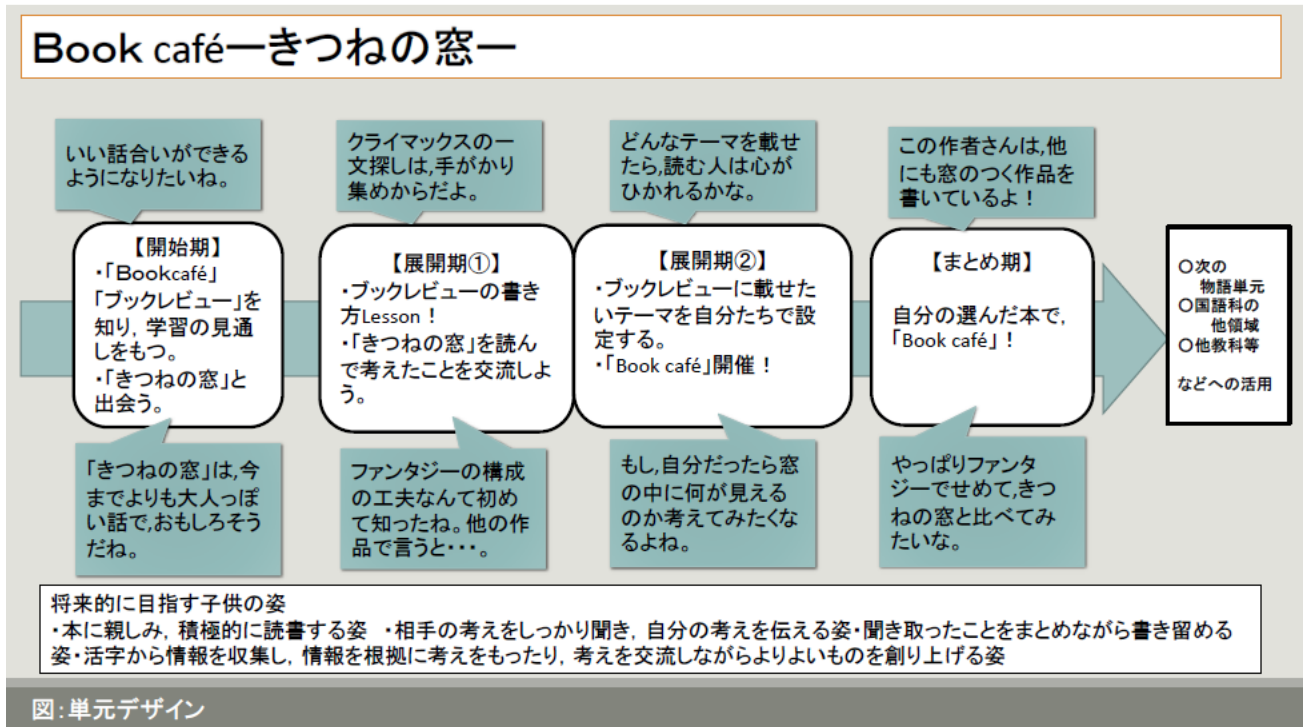 Book caféーきつねの窓ー
いい話合いができる
ようになりたいね。
クライマックスの一
文探しは,手がかり
集めからだよ。
どんなテーマを載せ
たら,読む人は心が
ひかれるかな。
この作者さんは,他
にも窓のつく作品を
書いているよ！
【開始期】
・「Bookcafé」
「ブックレビュー」を
知り，学習の見通
しをもつ。
・「きつねの窓」と
出会う。
【展開期①】
・ブックレビューの書き
方Lesson！
・「きつねの窓」を読ん
で考えたことを交流しよ
う。
【展開期②】
・ブックレビューに載せた
いテーマを自分たちで設
定する。
・「Book café」開催！
【まとめ期】
自分の選んだ本で，
「Book café」！
○次の
物語単元
○国語科の
他領域
○他教科等
などへの活用
「きつねの窓」は,今
までよりも大人っぽ
い話で,おもしろそう
だね。
ファンタジーの構成
の工夫なんて初め
て知ったね。他の作
品で言うと・・・。
もし,自分だったら窓
の中に何が見える
のか考えてみたくな
るよね。
やっぱりファンタ
ジーでせめて,きつ
ねの窓と比べてみ
たいな。
将来的に目指す子供の姿
・本に親しみ，積極的に読書する姿　・相手の考えをしっかり聞き，自分の考えを伝える姿・聞き取ったことをまとめながら書き留める
姿・活字から情報を収集し，情報を根拠に考えをもったり，考えを交流しながらよりよいものを創り上げる姿
図：単元デザイン